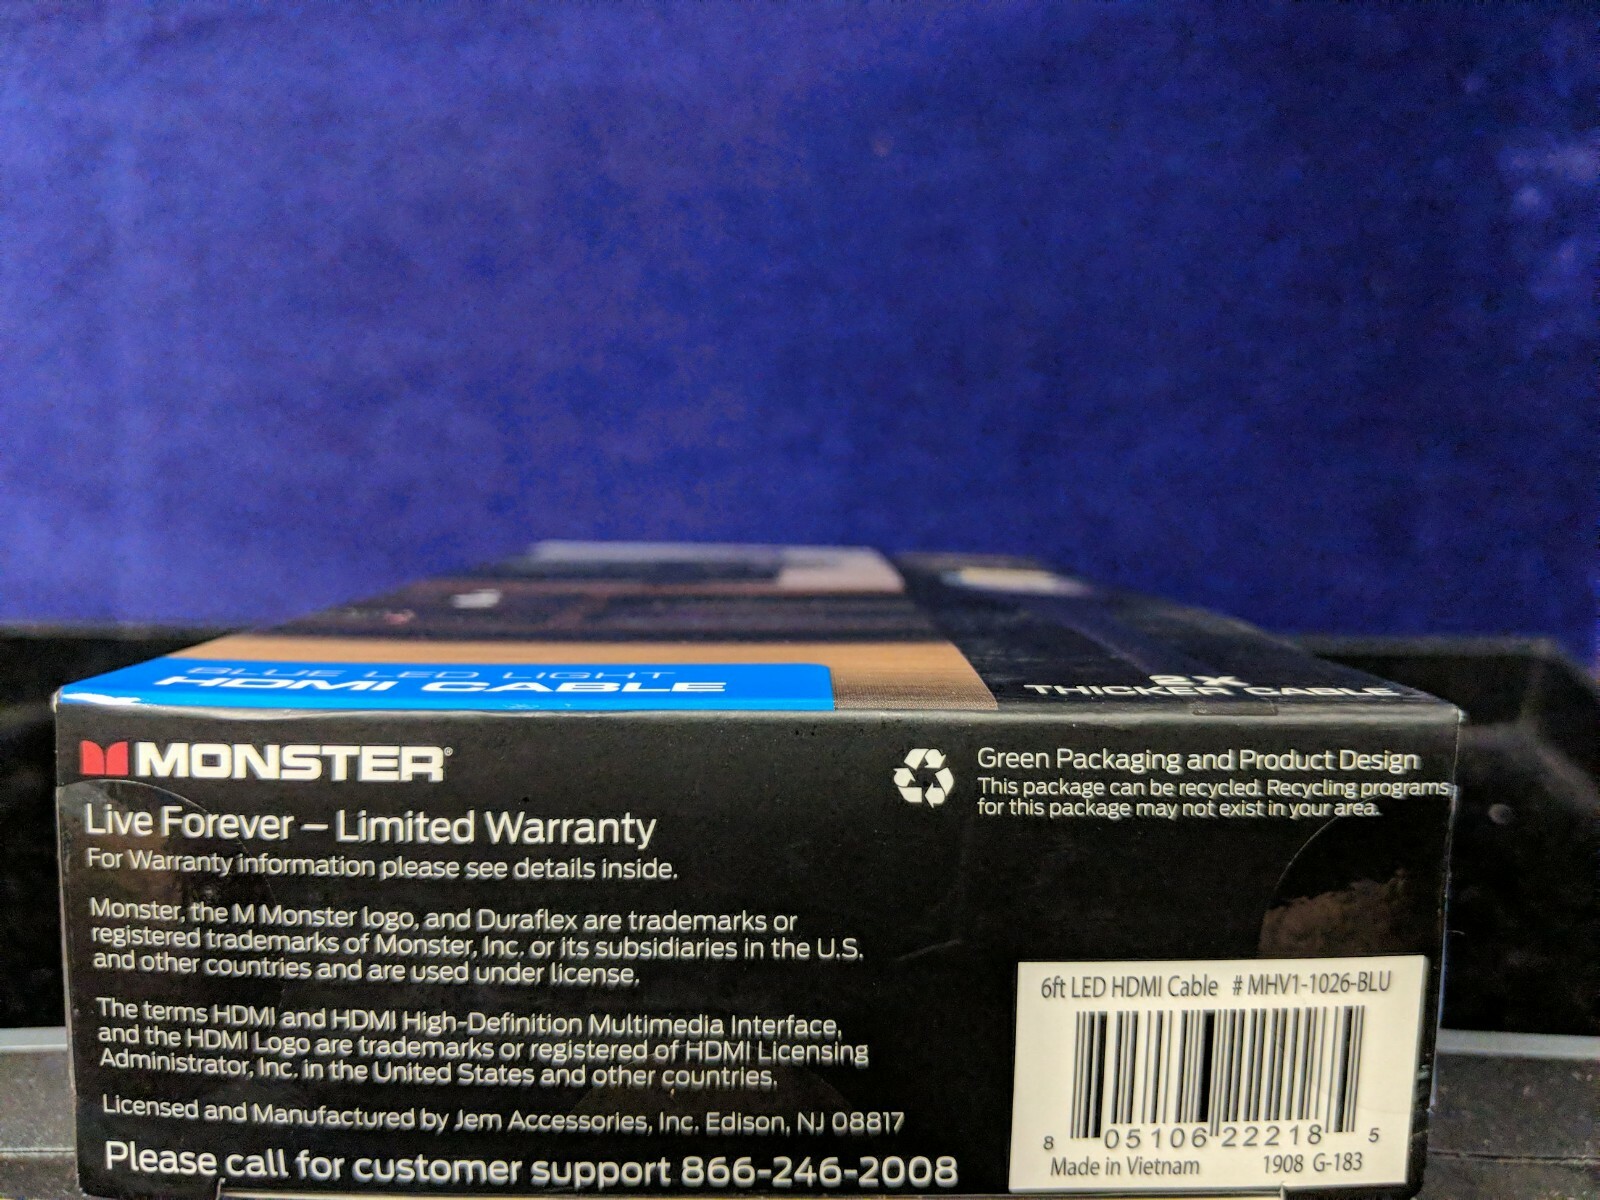 BLUE LED LIGHT
HDMI CABLE
2X
THICKER CABLE
MONSTER®
Live Forever – Limited Warranty
For Warranty information please see details inside.
Monster, the M Monster logo, and Duraflex are trademarks or
registered trademarks of Monster, Inc. or its subsidiaries in the U.S.
and other countries and are used under license.
The terms HDMI and HDMI High-Definition Multimedia Interface,
and the HDMI Logo are trademarks or registered of HDMI Licensing
Administrator, Inc. in the United States and other countries.
Licensed and Manufactured by Jem Accessories, Inc. Edison, NJ 08817
Please call for customer support 866-246-2008
Green Packaging and Product Design
This package can be recycled. Recycling programs
for this package may not exist in your area.
6ft LED HDMI Cable # MHV1-1026-BLU
8 05106 22218 5
Made in Vietnam 1908 G-183